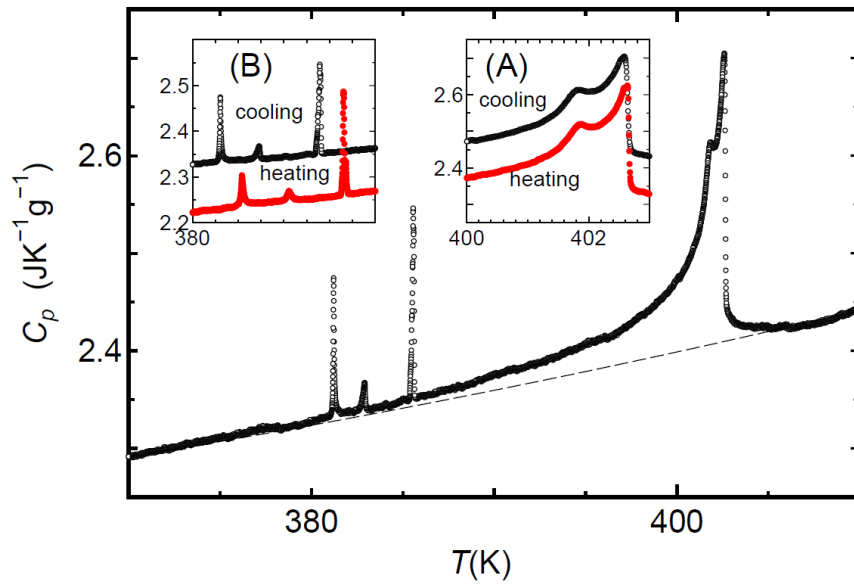 (B)
(A)
2.5
cooling
2.4
2.3
heating
2.2
380
2.6
cooling
2.4
heating
400
402
2.6
2.4
C_p (JK⁻¹g⁻¹)
380
400
T(K)